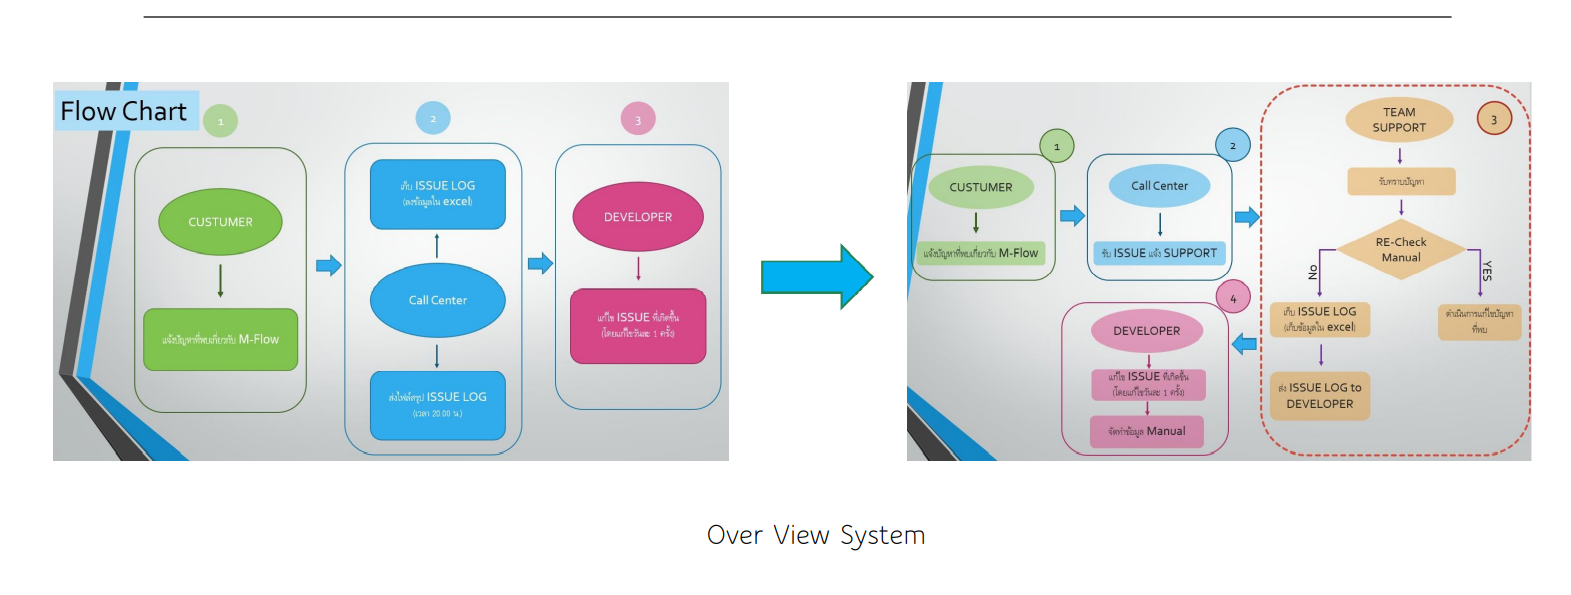 Flow Chart
1
CUSTUMER
แจ้งปัญหาที่พบเกี่ยวกับ M-Flow
2
เก็บ ISSUE LOG
(ลงข้อมูลใน excel)
Call Center
ส่งไฟล์สรุป ISSUE LOG
(เวลา 20.00 น.)
3
DEVELOPER
แก้ไข ISSUE ที่เกิดขึ้น
(โดยแก้ไขวันละ 1 ครั้ง)
1
CUSTUMER
แจ้งปัญหาที่พบเกี่ยวกับ M-Flow
2
Call Center
รับ ISSUE แจ้ง SUPPORT
3
TEAM
SUPPORT
รับทราบปัญหา
RE-Check
Manual
NO
YES
เก็บ ISSUE LOG
(เก็บข้อมูลใน excel)
ดำเนินการแก้ไขปัญหา
ที่พบ
ส่ง ISSUE LOG to
DEVELOPER
4
DEVELOPER
แก้ไข ISSUE ที่เกิดขึ้น
(โดยแก้ไขวันละ 1 ครั้ง)
จัดทำข้อมูล Manual
Over View System